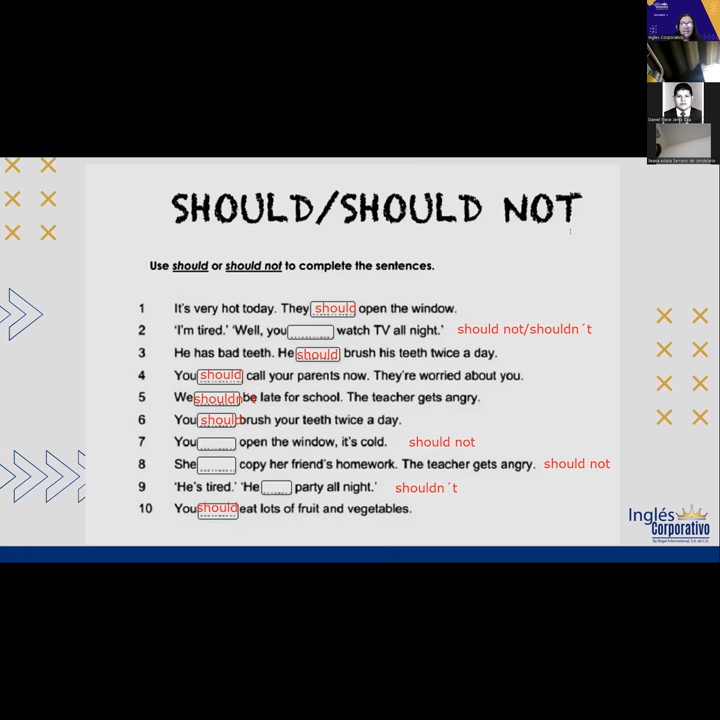 Inglés Corporativo
SHOULD/SHOULD NOT
Use should or should not to complete the sentences.
1 It's very hot today. They should open the window.
2 'I'm tired.' 'Well, you ........ watch TV all night.' should not/shouldn´t
3 He has bad teeth. He should brush his teeth twice a day.
4 You should call your parents now. They're worried about you.
5 We shouldn´t be late for school. The teacher gets angry.
6 You should brush your teeth twice a day.
7 You ........ open the window, it's cold. should not
8 She ........ copy her friend's homework. The teacher gets angry. should not
9 'He's tired.' 'He ........ party all night.' shouldn´t
10 You should eat lots of fruit and vegetables.
Inglés
Corporativo